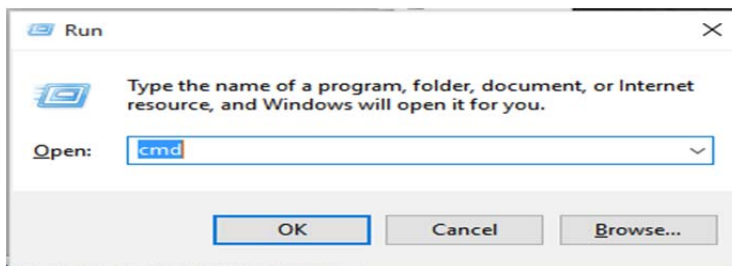 Run
Type the name of a program, folder, document, or Internet
resource, and Windows will open it for you.
Open: cmd
OK Cancel Browse...